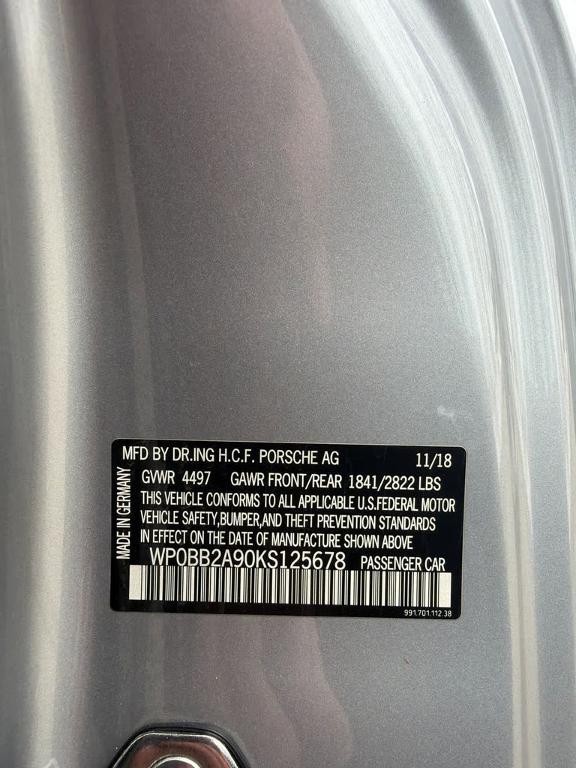 MFD BY DR.ING H.C.F. PORSCHE AG 11/18
GVWR 4497 GAWR FRONT/REAR 1841/2822 LBS
THIS VEHICLE CONFORMS TO ALL APPLICABLE U.S.FEDERAL MOTOR
VEHICLE SAFETY,BUMPER,AND THEFT PREVENTION STANDARDS
IN EFFECT ON THE DATE OF MANUFACTURE SHOWN ABOVE
WP0BB2A90KS125678 PASSENGER CAR
991.701.112.38
MADE IN GERMANY